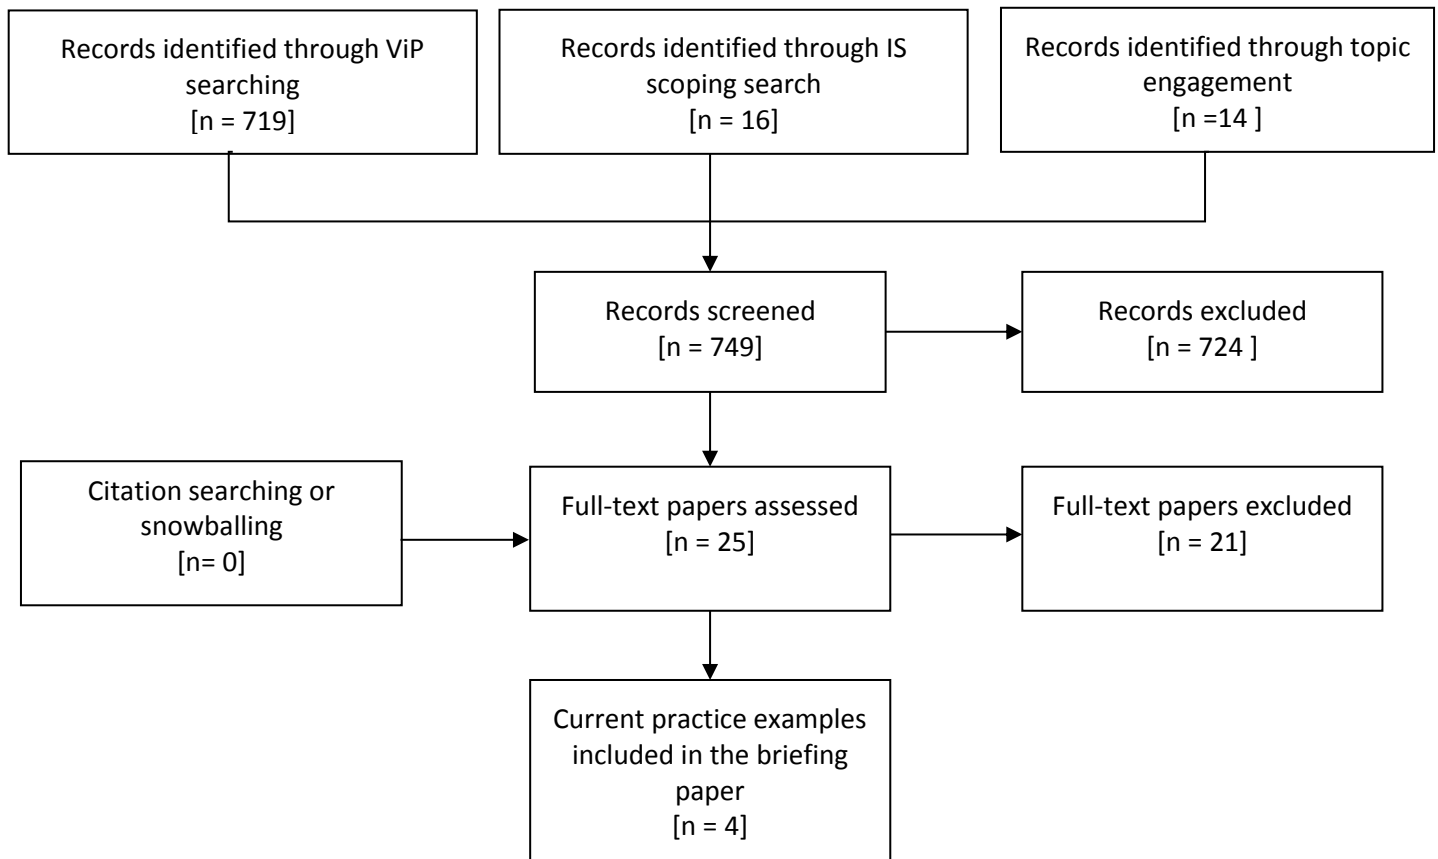 Records identified through ViP
searching
[n = 719]
Records identified through IS
scoping search
[n = 16]
Records identified through topic
engagement
[n =14 ]
Records screened
[n = 749]
Records excluded
[n = 724 ]
Citation searching or
snowballing
[n= 0]
Full-text papers assessed
[n = 25]
Full-text papers excluded
[n = 21]
Current practice examples
included in the briefing
paper
[n = 4]